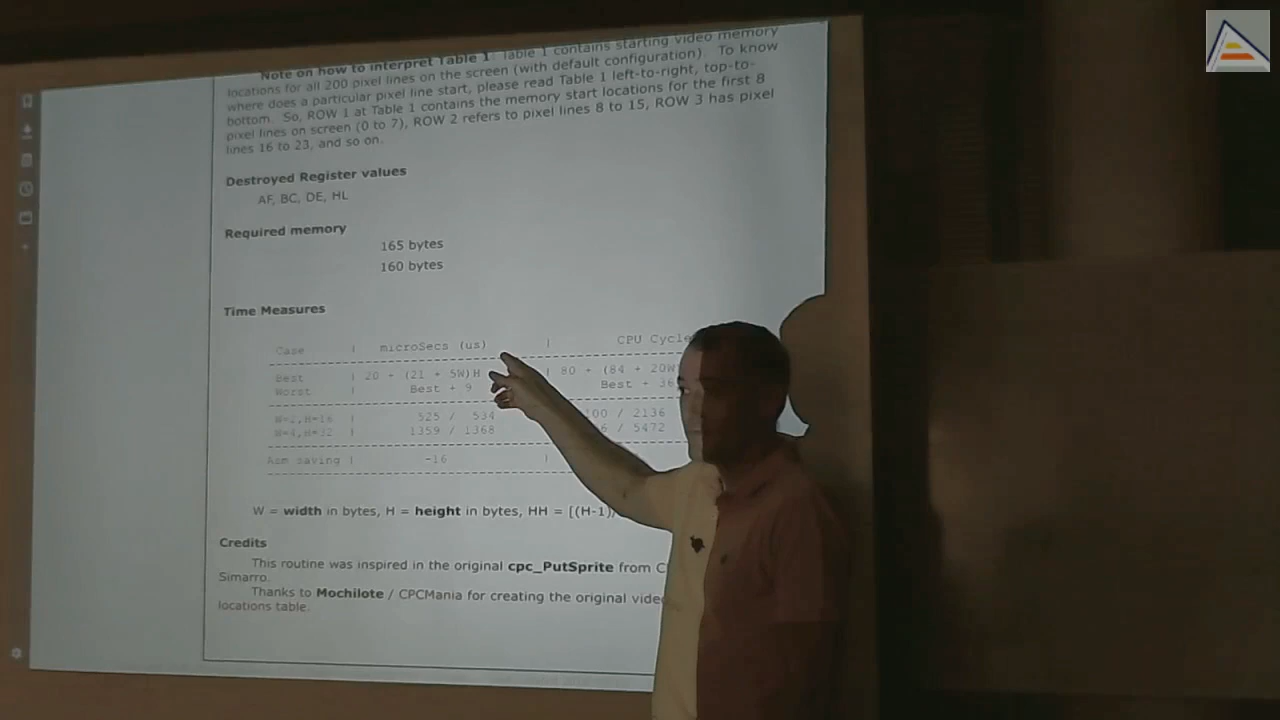 Note on how to interpret Table 1: Table 1 contains starting video memory
locations for all 200 pixel lines on the screen (with default configuration). To know
where does a particular pixel line start, please read Table 1 left-to-right, top-to-
bottom. So, ROW 1 at Table 1 contains the memory start locations for the first 8
pixel lines on screen (0 to 7), ROW 2 refers to pixel lines 8 to 15, ROW 3 has pixel
lines 16 to 23, and so on.
Destroyed Register values
AF, BC, DE, HL
Required memory
165 bytes
160 bytes
Time Measures
Case | microSecs (us) | CPU Cycle
Best | 20 + (21 + 5W)H | 80 + (84 + 20W
Worst | Best + 9 Best + 36
W=2,H=16 | 525 / 534 / 2136
W=4,H=32 | 1359 / 1368 / 5472
Asm saving | -16 |
W = width in bytes, H = height in bytes, HH = [(H-1)
Credits
This routine was inspired in the original cpc_PutSprite from
Simarro.
Thanks to Mochilote / CPCMania for creating the original video
locations table.